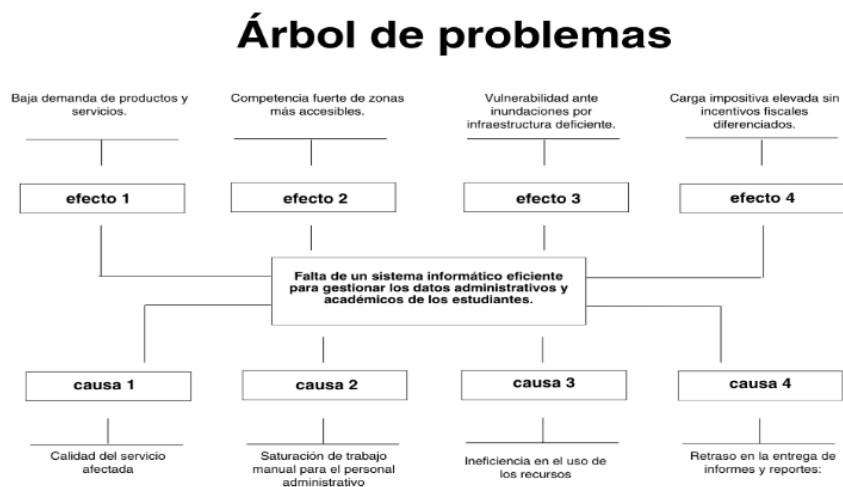 Árbol de problemas
Baja demanda de productos y
servicios.
Competencia fuerte de zonas
más accesibles.
Vulnerabilidad ante
inundaciones por
infraestructura deficiente.
Carga impositiva elevada sin
incentivos fiscales
diferenciados.
efecto 1
efecto 2
efecto 3
efecto 4
Falta de un sistema informático eficiente
para gestionar los datos administrativos y
académicos de los estudiantes.
causa 1
causa 2
causa 3
causa 4
Calidad del servicio
afectada
Saturación de trabajo
manual para el personal
administrativo
Ineficiencia en el uso de
los recursos
Retraso en la entrega de
informes y reportes: